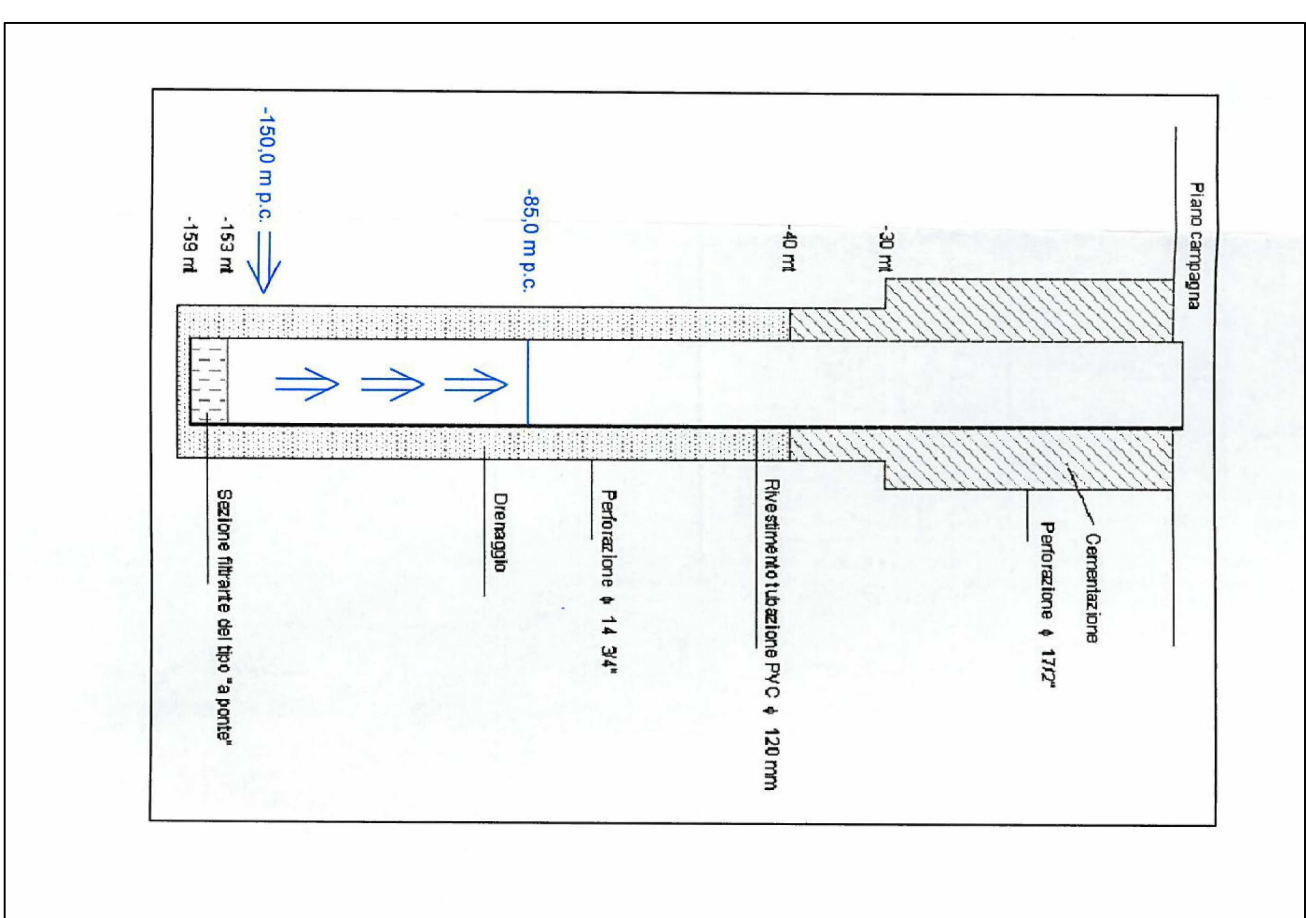 Piano campagna
Cementazione
Perforazione ϕ 17/2"
-30 mt
-40 mt
Rivestimento tubazione PVC ϕ 120 mm
Perforazione ϕ 14 3/4"
-85,0 m p.c.
Drenaggio
-150,0 m p.c.
-153 mt
-159 mt
Sezione filtrarte del tipo "a ponte"